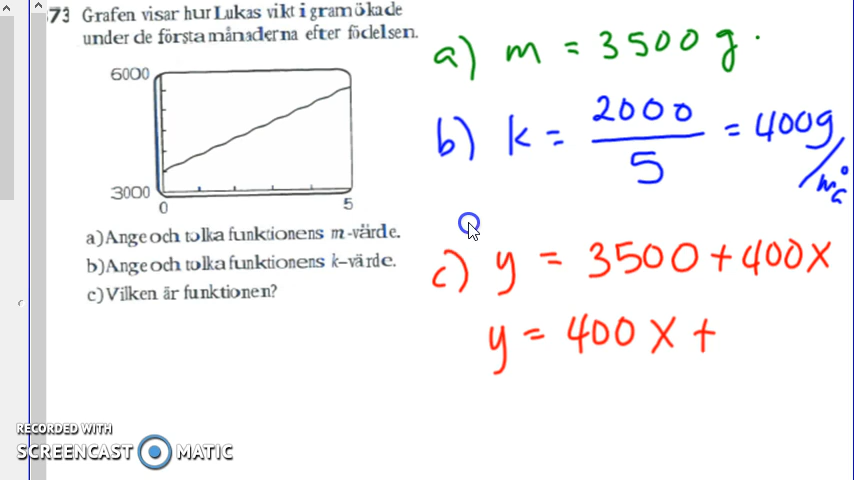 73 Grafen visar hur Lukas vikt i gram ökade
under de första månaderna efter födelsen.
6000
3000
0
5
a) Ange och tolka funktionens m-värde.
b) Ange och tolka funktionens k-värde.
c) Vilken är funktionen?
a) m = 3500 g.
b) k = 2000/5 = 400g/må
c) y = 3500 + 400x
y = 400x +
RECORDED WITH
SCREENCAST MATIC